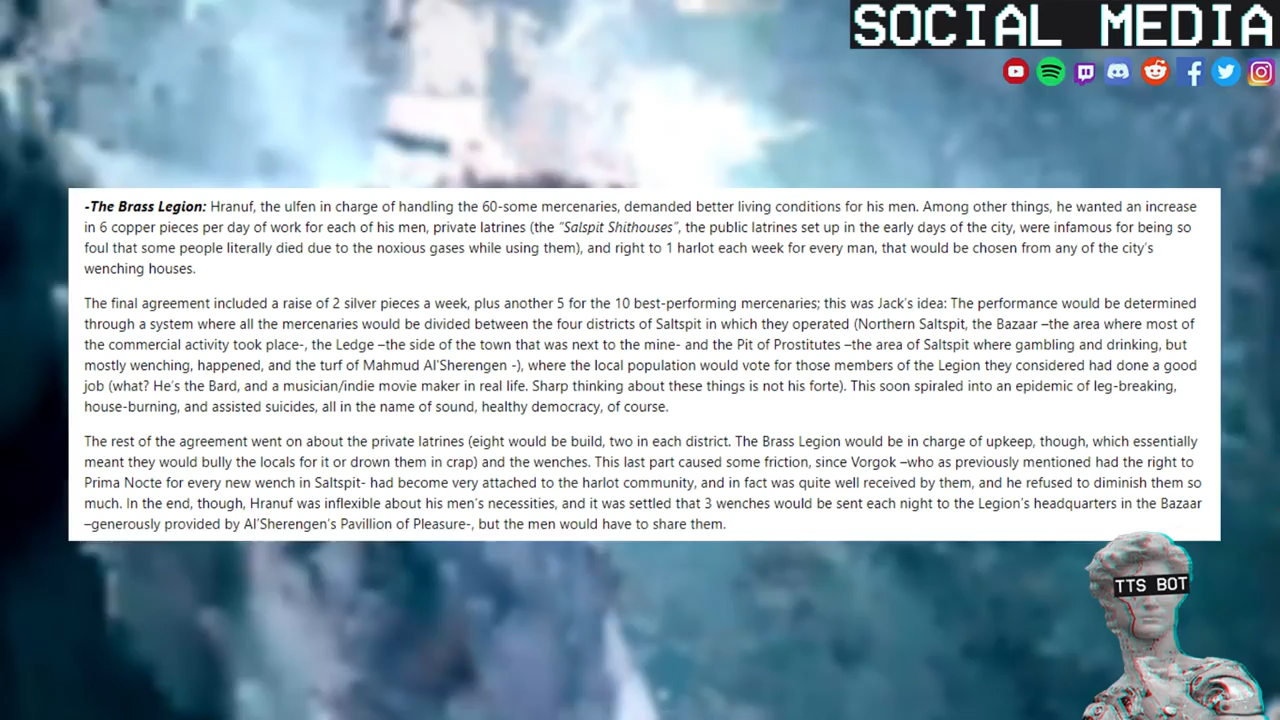 SOCIAL MEDIA
-The Brass Legion: Hranuf, the ulfen in charge of handling the 60-some mercenaries, demanded better living conditions for his men. Among other things, he wanted an increase
in 6 copper pieces per day of work for each of his men, private latrines (the “Salspit Shithouses”, the public latrines set up in the early days of the city, were infamous for being so
foul that some people literally died due to the noxious gases while using them), and right to 1 harlot each week for every man, that would be chosen from any of the city’s
wenching houses.
The final agreement included a raise of 2 silver pieces a week, plus another 5 for the 10 best-performing mercenaries; this was Jack’s idea: The performance would be determined
through a system where all the mercenaries would be divided between the four districts of Saltspit in which they operated (Northern Saltspit, the Bazaar –the area where most of
the commercial activity took place-, the Ledge –the side of the town that was next to the mine- and the Pit of Prostitutes –the area of Saltspit where gambling and drinking, but
mostly wenching, happened, and the turf of Mahmud Al’Sherengen -), where the local population would vote for those members of the Legion they considered had done a good
job (what? He’s the Bard, and a musician/indie movie maker in real life. Sharp thinking about these things is not his forte). This soon spiraled into an epidemic of leg-breaking,
house-burning, and assisted suicides, all in the name of sound, healthy democracy, of course.
The rest of the agreement went on about the private latrines (eight would be build, two in each district. The Brass Legion would be in charge of upkeep, though, which essentially
meant they would bully the locals for it or drown them in crap) and the wenches. This last part caused some friction, since Vorgok –who as previously mentioned had the right to
Prima Nocte for every new wench in Saltspit- had become very attached to the harlot community, and in fact was quite well received by them, and he refused to diminish them so
much. In the end, though, Hranuf was inflexible about his men’s necessities, and it was settled that 3 wenches would be sent each night to the Legion’s headquarters in the Bazaar
–generously provided by Al’Sherengen’s Pavillion of Pleasure-, but the men would have to share them.
TTS BOT